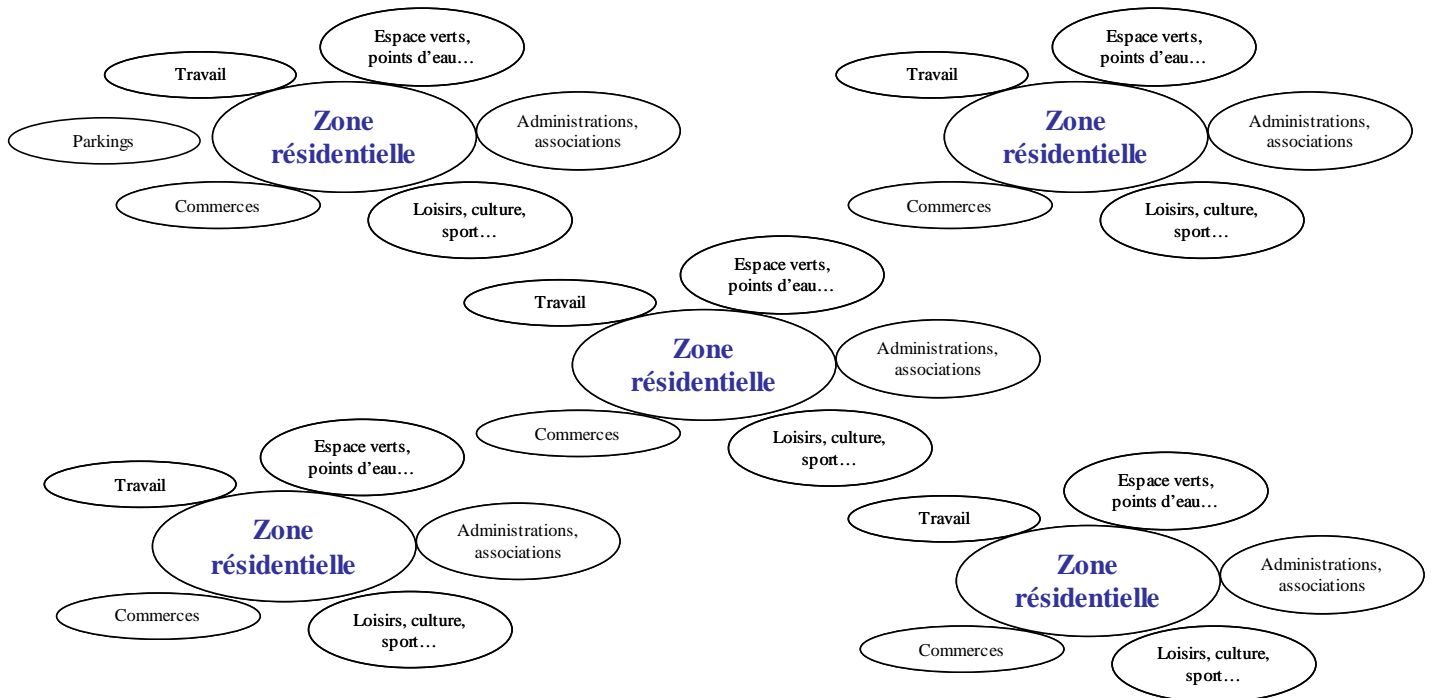 Espace verts,
points d’eau…
Travail
Zone
résidentielle
Administrations,
associations
Parkings
Commerces
Loisirs, culture,
sport…
Espace verts,
points d’eau…
Travail
Zone
résidentielle
Administrations,
associations
Commerces
Loisirs, culture,
sport…
Espace verts,
points d’eau…
Travail
Zone
résidentielle
Administrations,
associations
Commerces
Loisirs, culture,
sport…
Espace verts,
points d’eau…
Travail
Zone
résidentielle
Administrations,
associations
Commerces
Loisirs, culture,
sport…
Espace verts,
points d’eau…
Travail
Zone
résidentielle
Administrations,
associations
Commerces
Loisirs, culture,
sport…